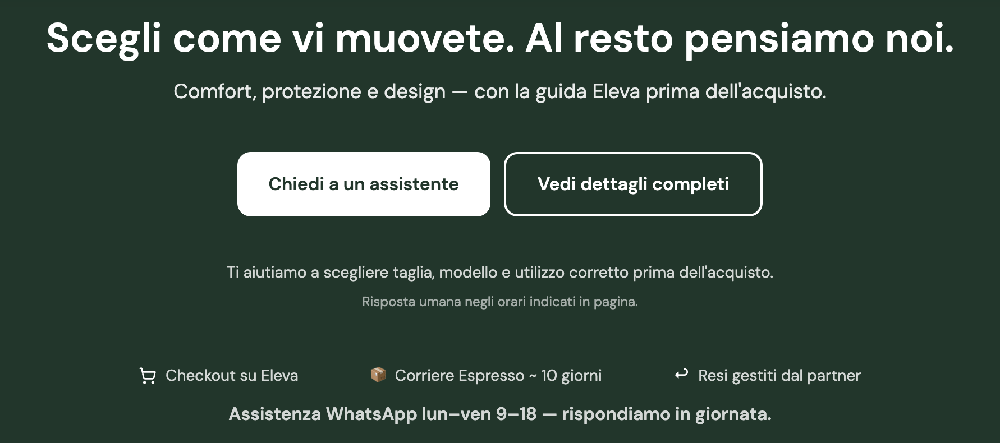 Scegli come vi muovete. Al resto pensiamo noi.
Comfort, protezione e design — con la guida Eleva prima dell'acquisto.
Chiedi a un assistente
Vedi dettagli completi
Ti aiutiamo a scegliere taglia, modello e utilizzo corretto prima dell'acquisto.
Risposta umana negli orari indicati in pagina.
Checkout su Eleva
Corriere Espresso ~ 10 giorni
Resi gestiti dal partner
Assistenza WhatsApp lun–ven 9–18 — rispondiamo in giornata.